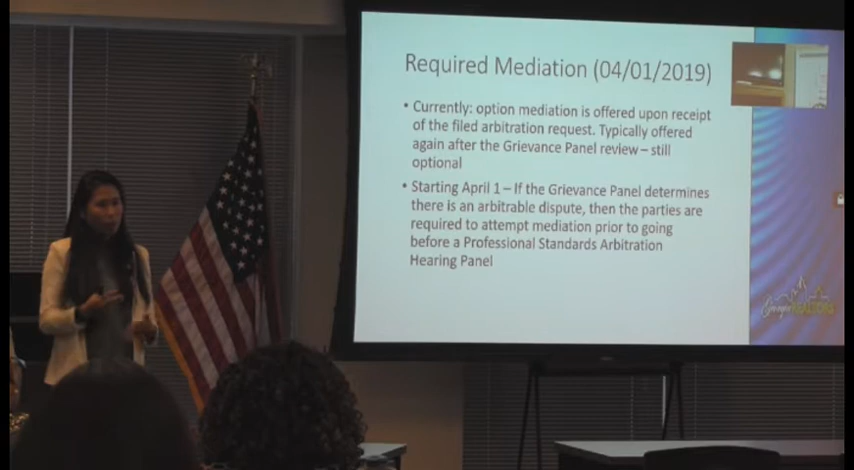 Required Mediation (04/01/2019)
• Currently: option mediation is offered upon receipt
of the filed arbitration request. Typically offered
again after the Grievance Panel review – still
optional
• Starting April 1 – If the Grievance Panel determines
there is an arbitrable dispute, then the parties are
required to attempt mediation prior to going
before a Professional Standards Arbitration
Hearing Panel
REALTORS